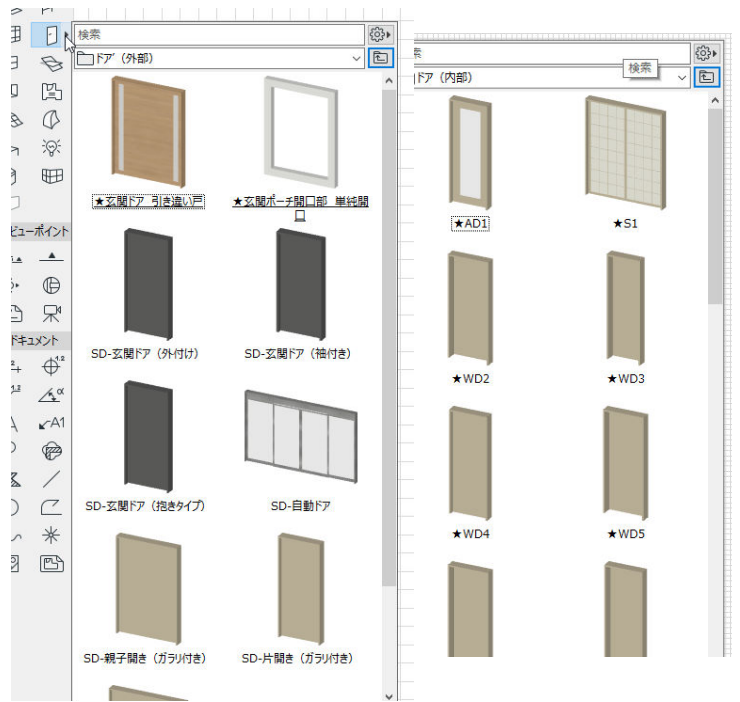 検索
ドア（外部）
★玄関ドア 引き違い戸
★玄関ポーチ開口部 単純開口
SD-玄関ドア（外付け）
SD-玄関ドア（袖付き）
SD-玄関ドア（抱きタイプ）
SD-自動ドア
SD-親子開き（ガラリ付き）
SD-片開き（ガラリ付き）
ビューポイント
ドキュメント
1.2
α
A1
索
検索
ドア（内部）
★AD1
★S1
★WD2
★WD3
★WD4
★WD5